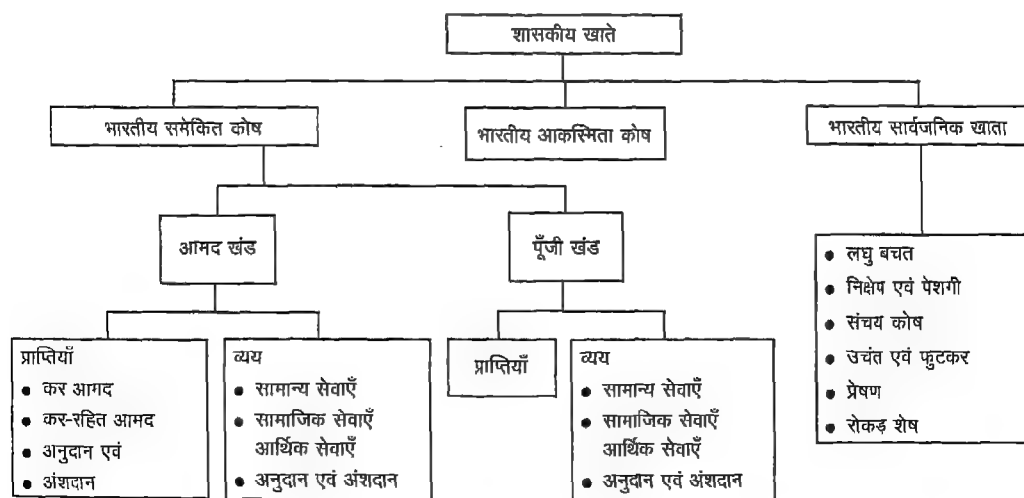 शासकीय खाते
भारतीय समेकित कोष
भारतीय आकस्मिता कोष
भारतीय सार्वजनिक खाता
आमद खंड
पूँजी खंड
प्राप्तियाँ
• कर आमद
• कर-रहित आमद
• अनुदान एवं
• अंशदान
व्यय
• सामान्य सेवाएँ
• सामाजिक सेवाएँ
आर्थिक सेवाएँ
• अनुदान एवं अंशदान
प्राप्तियाँ
व्यय
• सामान्य सेवाएँ
• सामाजिक सेवाएँ
आर्थिक सेवाएँ
• अनुदान एवं अंशदान
• लघु बचत
• निक्षेप एवं पेशगी
• संचय कोष
• उचंत एवं फुटकर
• प्रेषण
• रोकड़ शेष